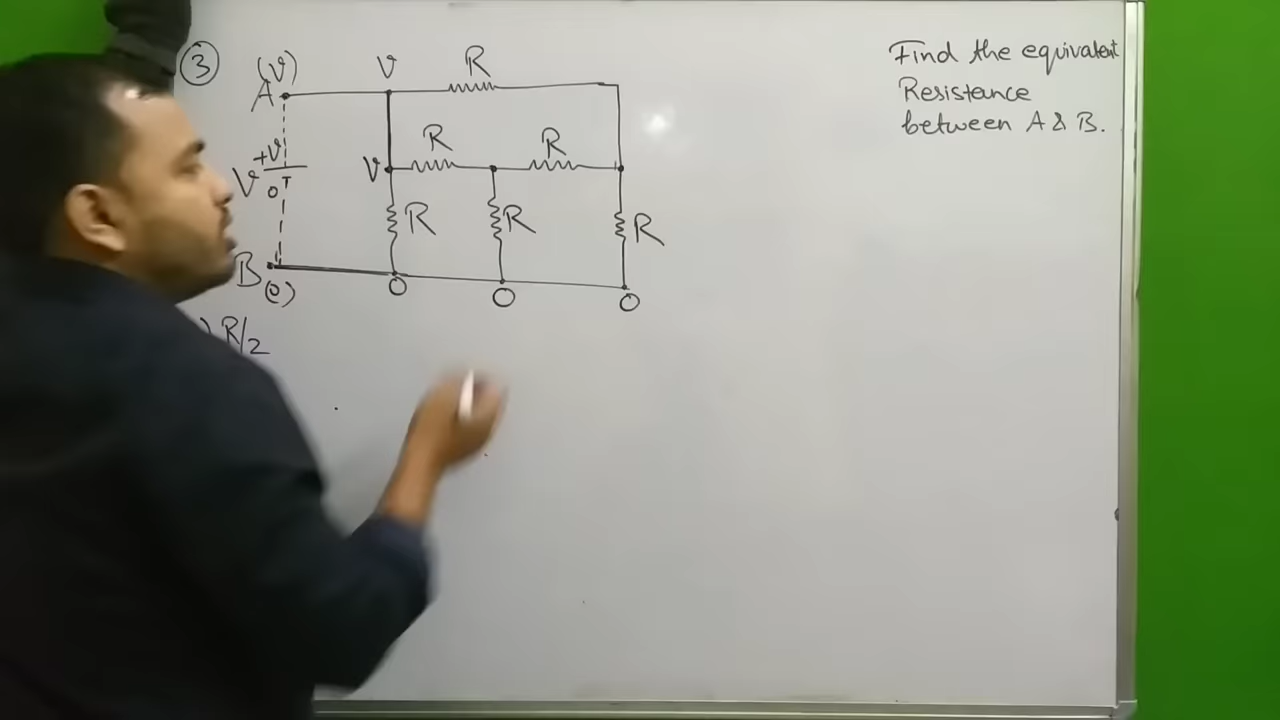 3
(V)
A
V
R
Find the equivalent
Resistance
between A & B.
+V
V
0
V
R
R
R
R
R
B
(0)
0
0
0
) R/2